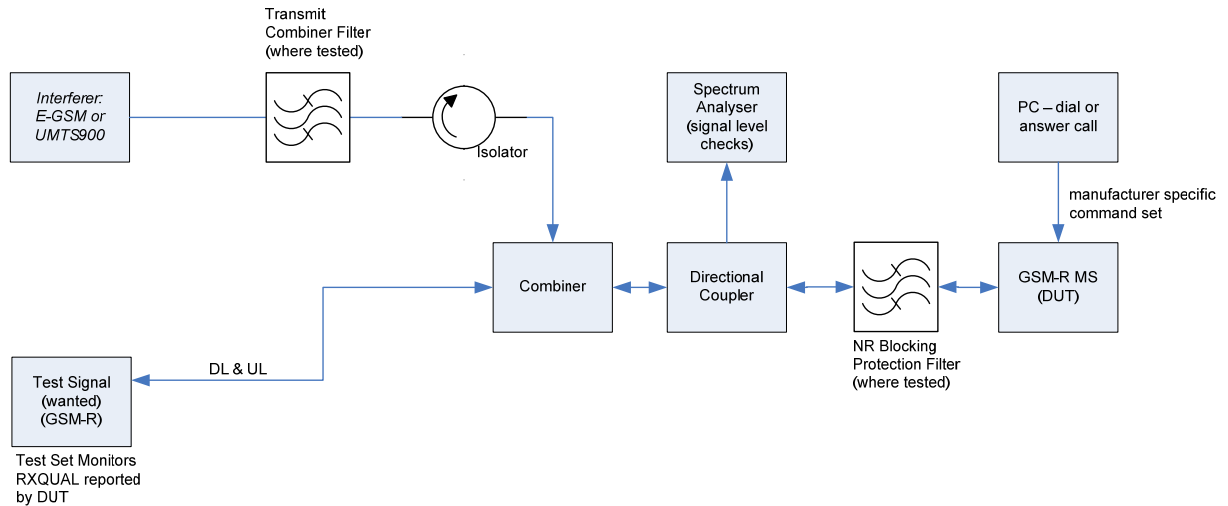 Transmit
Combiner Filter
(where tested)
Interferer:
E-GSM or
UMTS900
Isolator
Spectrum
Analyser
(signal level
checks)
PC – dial or
answer call
manufacturer specific
command set
Combiner
Directional
Coupler
GSM-R MS
(DUT)
NR Blocking
Protection Filter
(where tested)
DL & UL
Test Signal
(wanted)
(GSM-R)
Test Set Monitors
RXQUAL reported
by DUT